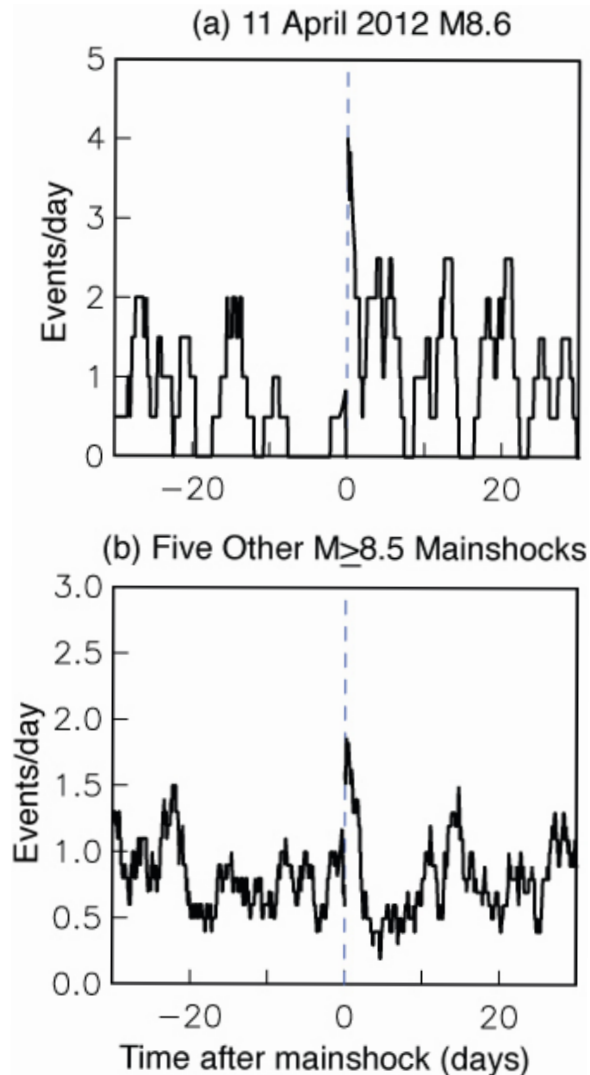 (a) 11 April 2012 M8.6
5
4
3
2
1
0
Events/day
−20 0 20
(b) Five Other M≥8.5 Mainshocks
3.0
2.5
2.0
1.5
1.0
0.5
0.0
Events/day
−20 0 20
Time after mainshock (days)